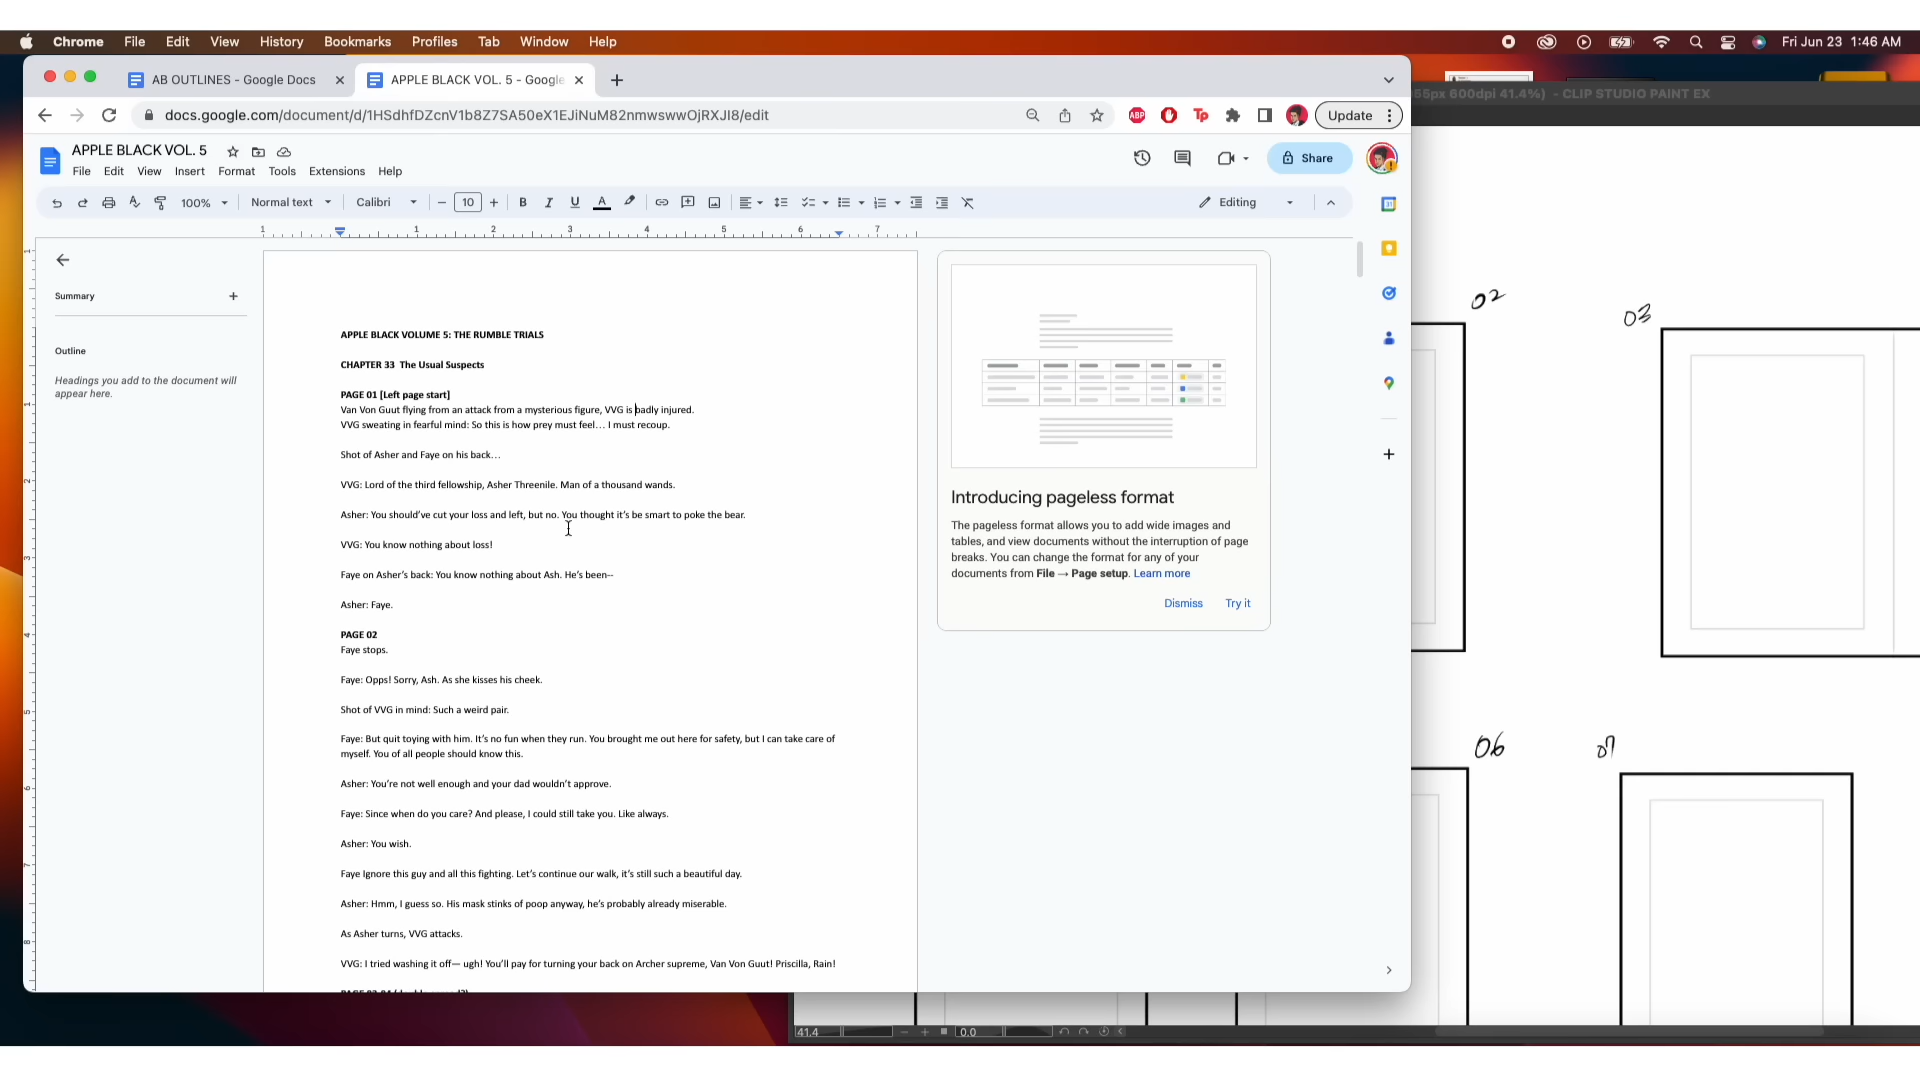 Chrome File Edit View History Bookmarks Profiles Tab Window Help Fri Jun 23 1:46 AM
AB OUTLINES - Google Docs APPLE BLACK VOL. 5 - Google
55px 600dpi 41.4%) - CLIP STUDIO PAINT EX
docs.google.com/document/d/1HSdhfDZcnV1b8Z7SA50eX1EJiNuM82nmwswwOjRXJI8/edit ABP Tp Update
APPLE BLACK VOL. 5
File Edit View Insert Format Tools Extensions Help
Share
100% Normal text Calibri 10 B I U A Editing
1 1 2 3 4 5 6 7
31
Summary
Outline
Headings you add to the document will
appear here.
APPLE BLACK VOLUME 5: THE RUMBLE TRIALS
CHAPTER 33 The Usual Suspects
PAGE 01 [Left page start]
Van Von Guut flying from an attack from a mysterious figure, VVG is badly injured.
VVG sweating in fearful mind: So this is how prey must feel... I must recoup.
Shot of Asher and Faye on his back...
VVG: Lord of the third fellowship, Asher Threenile. Man of a thousand wands.
Asher: You should've cut your loss and left, but no. You thought it's be smart to poke the bear.
VVG: You know nothing about loss!
Faye on Asher's back: You know nothing about Ash. He's been--
Asher: Faye.
PAGE 02
Faye stops.
Faye: Opps! Sorry, Ash. As she kisses his cheek.
Shot of VVG in mind: Such a weird pair.
Faye: But quit toying with him. It's no fun when they run. You brought me out here for safety, but I can take care of
myself. You of all people should know this.
Asher: You're not well enough and your dad wouldn't approve.
Faye: Since when do you care? And please, I could still take you. Like always.
Asher: You wish.
Faye Ignore this guy and all this fighting. Let's continue our walk, it's still such a beautiful day.
Asher: Hmm, I guess so. His mask stinks of poop anyway, he's probably already miserable.
As Asher turns, VVG attacks.
VVG: I tried washing it off— ugh! You'll pay for turning your back on Archer supreme, Van Von Guut! Priscilla, Rain!
Introducing pageless format
The pageless format allows you to add wide images and
tables, and view documents without the interruption of page
breaks. You can change the format for any of your
documents from File → Page setup. Learn more
Dismiss Try it
02
03
06
07
41.4 0.0